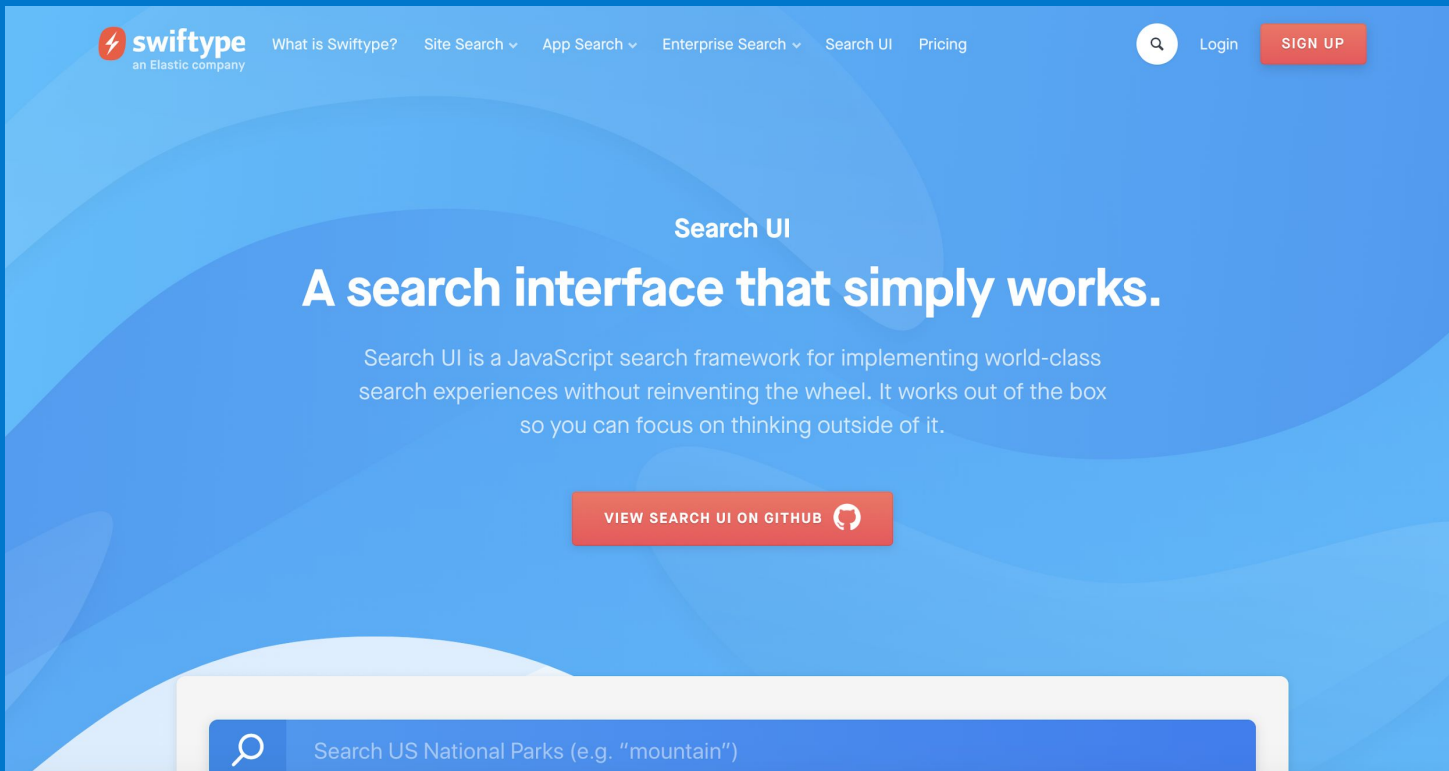 swiftype
an Elastic company
What is Swiftype? Site Search App Search Enterprise Search Search UI Pricing Login SIGN UP
Search UI
A search interface that simply works.
Search UI is a JavaScript search framework for implementing world-class
search experiences without reinventing the wheel. It works out of the box
so you can focus on thinking outside of it.
VIEW SEARCH UI ON GITHUB
Search US National Parks (e.g. "mountain")